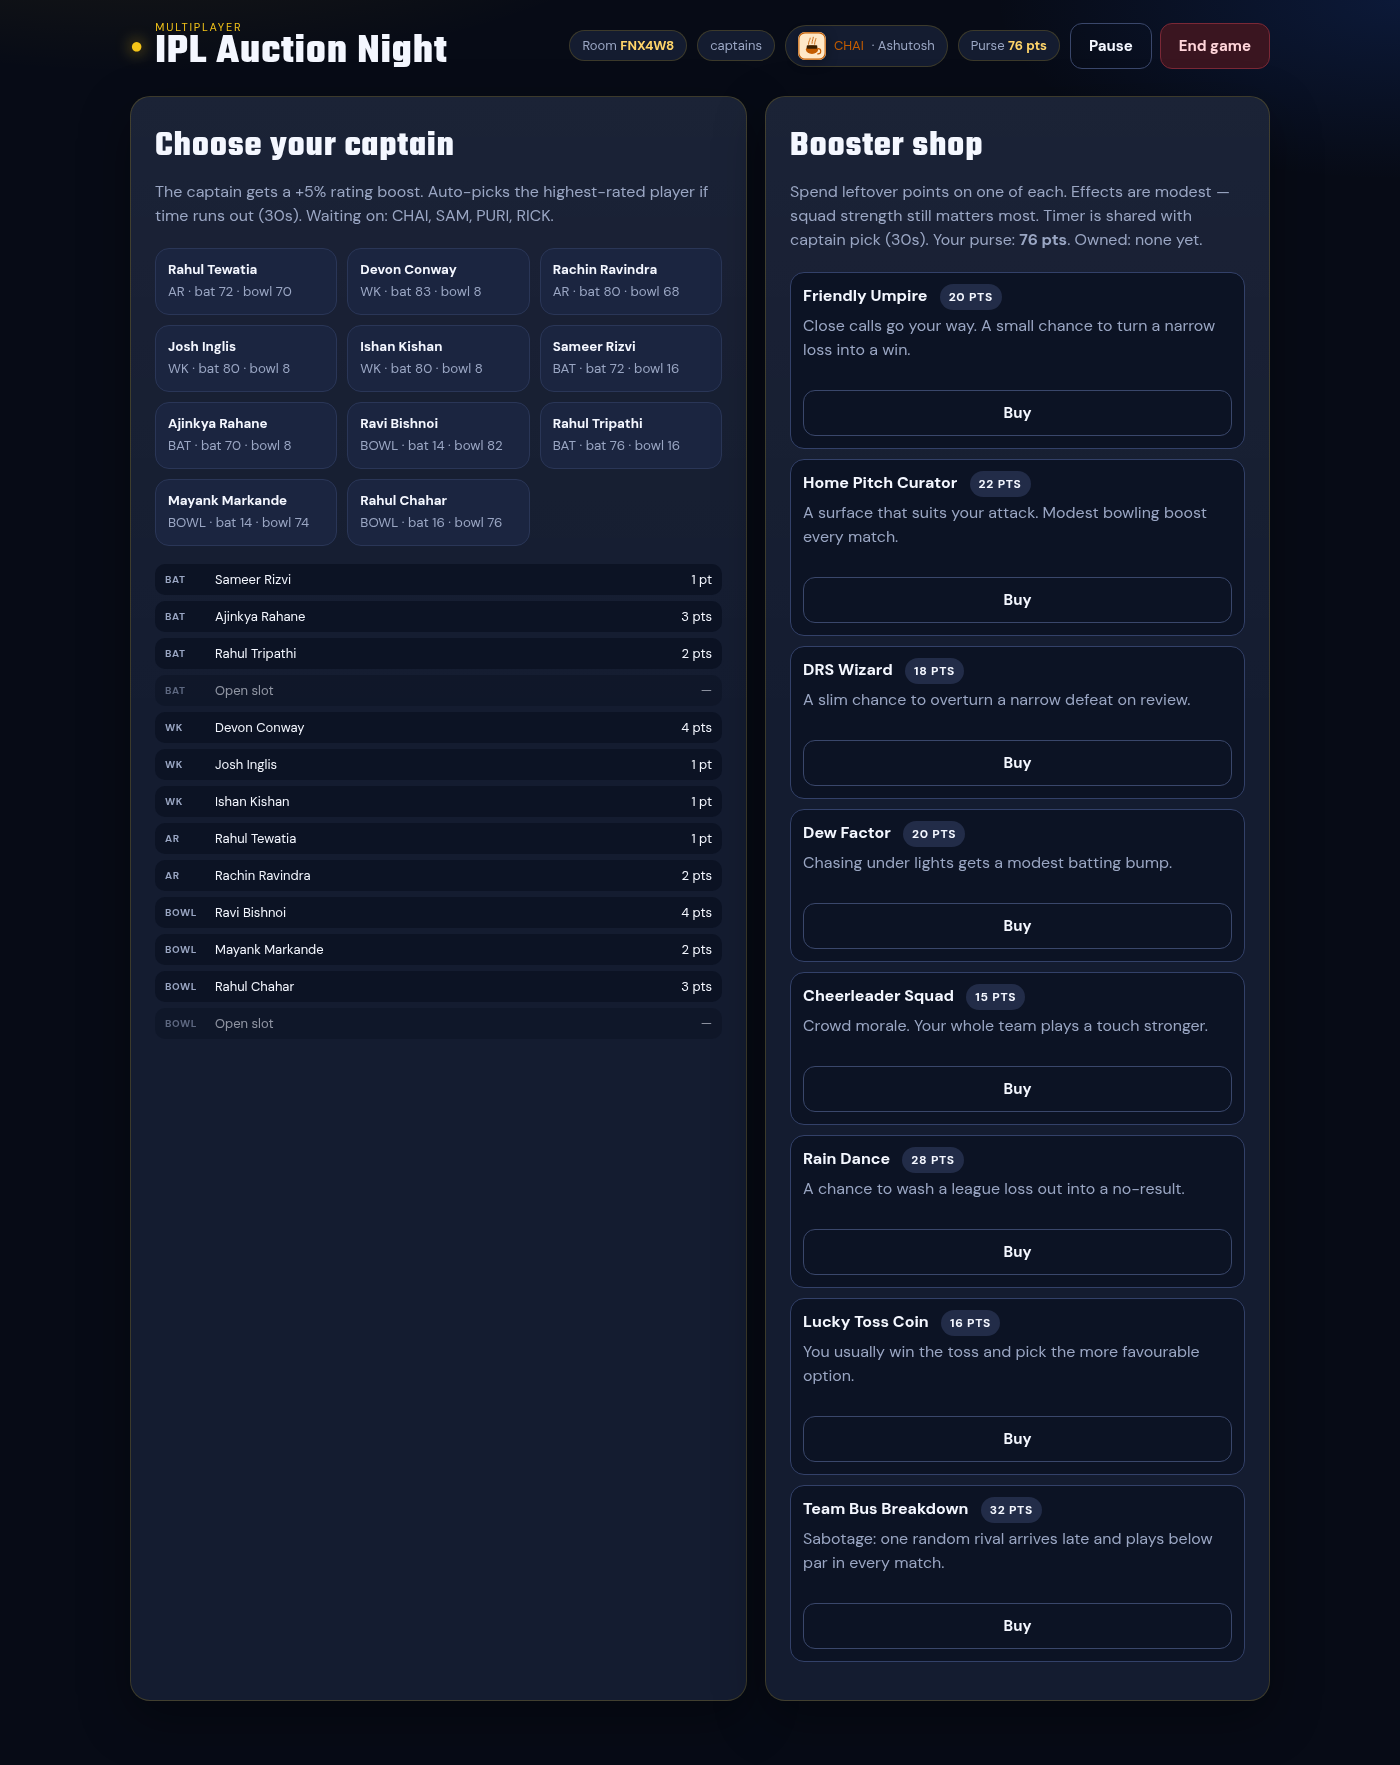 MULTIPLAYER
IPL Auction Night
Room FNX4W8
captains
CHAI · Ashutosh
Purse 76 pts
Pause
End game
Choose your captain
The captain gets a +5% rating boost. Auto-picks the highest-rated player if
time runs out (30s). Waiting on: CHAI, SAM, PURI, RICK.
Rahul Tewatia
AR · bat 72 · bowl 70
Devon Conway
WK · bat 83 · bowl 8
Rachin Ravindra
AR · bat 80 · bowl 68
Josh Inglis
WK · bat 80 · bowl 8
Ishan Kishan
WK · bat 80 · bowl 8
Sameer Rizvi
BAT · bat 72 · bowl 16
Ajinkya Rahane
BAT · bat 70 · bowl 8
Ravi Bishnoi
BOWL · bat 14 · bowl 82
Rahul Tripathi
BAT · bat 76 · bowl 16
Mayank Markande
BOWL · bat 14 · bowl 74
Rahul Chahar
BOWL · bat 16 · bowl 76
BAT Sameer Rizvi 1 pt
BAT Ajinkya Rahane 3 pts
BAT Rahul Tripathi 2 pts
BAT Open slot —
WK Devon Conway 4 pts
WK Josh Inglis 1 pt
WK Ishan Kishan 1 pt
AR Rahul Tewatia 1 pt
AR Rachin Ravindra 2 pts
BOWL Ravi Bishnoi 4 pts
BOWL Mayank Markande 2 pts
BOWL Rahul Chahar 3 pts
BOWL Open slot —
Booster shop
Spend leftover points on one of each. Effects are modest —
squad strength still matters most. Timer is shared with
captain pick (30s). Your purse: 76 pts. Owned: none yet.
Friendly Umpire 20 PTS
Close calls go your way. A small chance to turn a narrow
loss into a win.
Buy
Home Pitch Curator 22 PTS
A surface that suits your attack. Modest bowling boost
every match.
Buy
DRS Wizard 18 PTS
A slim chance to overturn a narrow defeat on review.
Buy
Dew Factor 20 PTS
Chasing under lights gets a modest batting bump.
Buy
Cheerleader Squad 15 PTS
Crowd morale. Your whole team plays a touch stronger.
Buy
Rain Dance 28 PTS
A chance to wash a league loss out into a no-result.
Buy
Lucky Toss Coin 16 PTS
You usually win the toss and pick the more favourable
option.
Buy
Team Bus Breakdown 32 PTS
Sabotage: one random rival arrives late and plays below
par in every match.
Buy